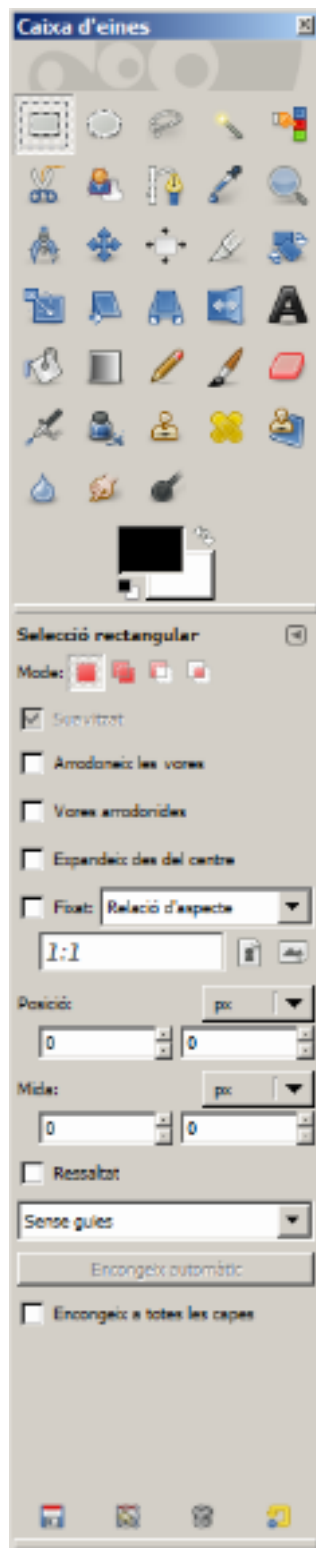 Caixa d'eines
Selecció rectangular
Mode:
Suavitzat
Arrodoneix les vores
Vores arrodonides
Expandeix des del centre
Fixat: Relació d'aspecte
1:1
Posició: px
0 0
Mida: px
0 0
Ressaltat
Sense guies
Encongeix automàtic
Encongeix a totes les capes